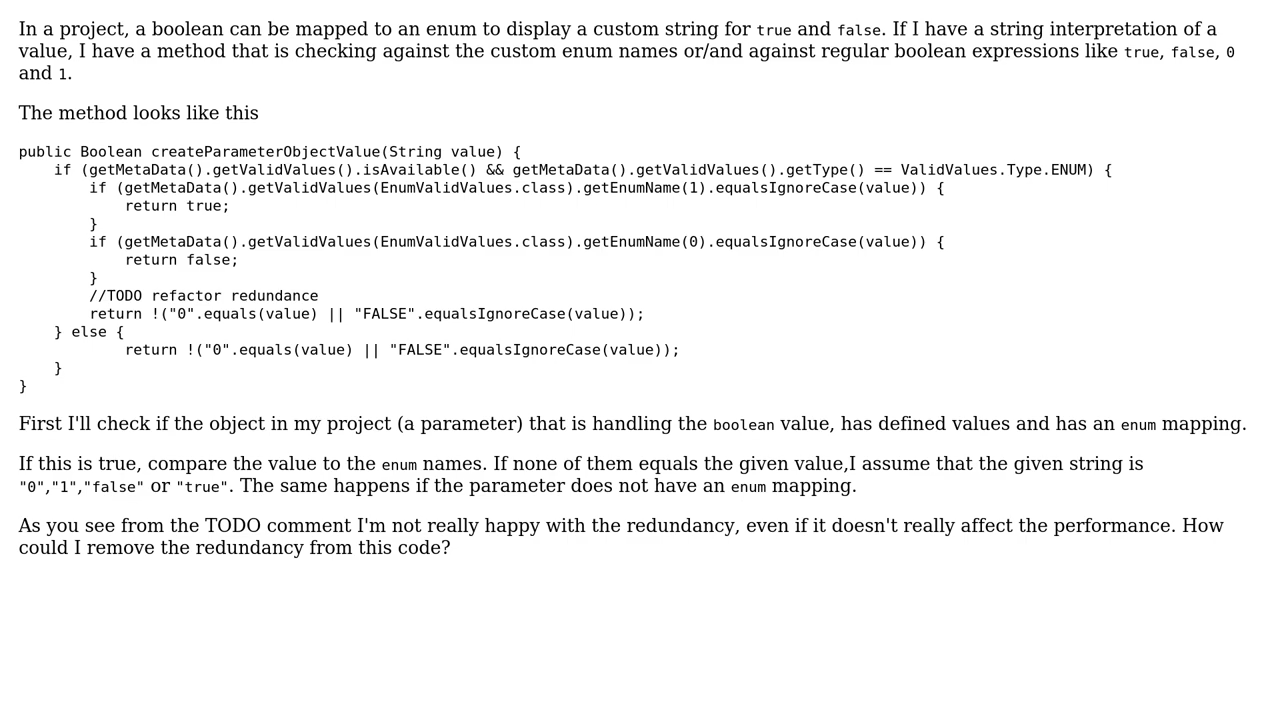 In a project, a boolean can be mapped to an enum to display a custom string for true and false. If I have a string interpretation of a
value, I have a method that is checking against the custom enum names or/and against regular boolean expressions like true, false, 0
and 1.
The method looks like this
public Boolean createParameterObjectValue(String value) {
    if (getMetaData().getValidValues().isAvailable() && getMetaData().getValidValues().getType() == ValidValues.Type.ENUM) {
        if (getMetaData().getValidValues(EnumValidValues.class).getEnumName(1).equalsIgnoreCase(value)) {
            return true;
        }
        if (getMetaData().getValidValues(EnumValidValues.class).getEnumName(0).equalsIgnoreCase(value)) {
            return false;
        }
        //TODO refactor redundance
        return !("0".equals(value) || "FALSE".equalsIgnoreCase(value));
    } else {
            return !("0".equals(value) || "FALSE".equalsIgnoreCase(value));
    }
}
First I'll check if the object in my project (a parameter) that is handling the boolean value, has defined values and has an enum mapping.
If this is true, compare the value to the enum names. If none of them equals the given value,I assume that the given string is
"0","1","false" or "true". The same happens if the parameter does not have an enum mapping.
As you see from the TODO comment I'm not really happy with the redundancy, even if it doesn't really affect the performance. How
could I remove the redundancy from this code?